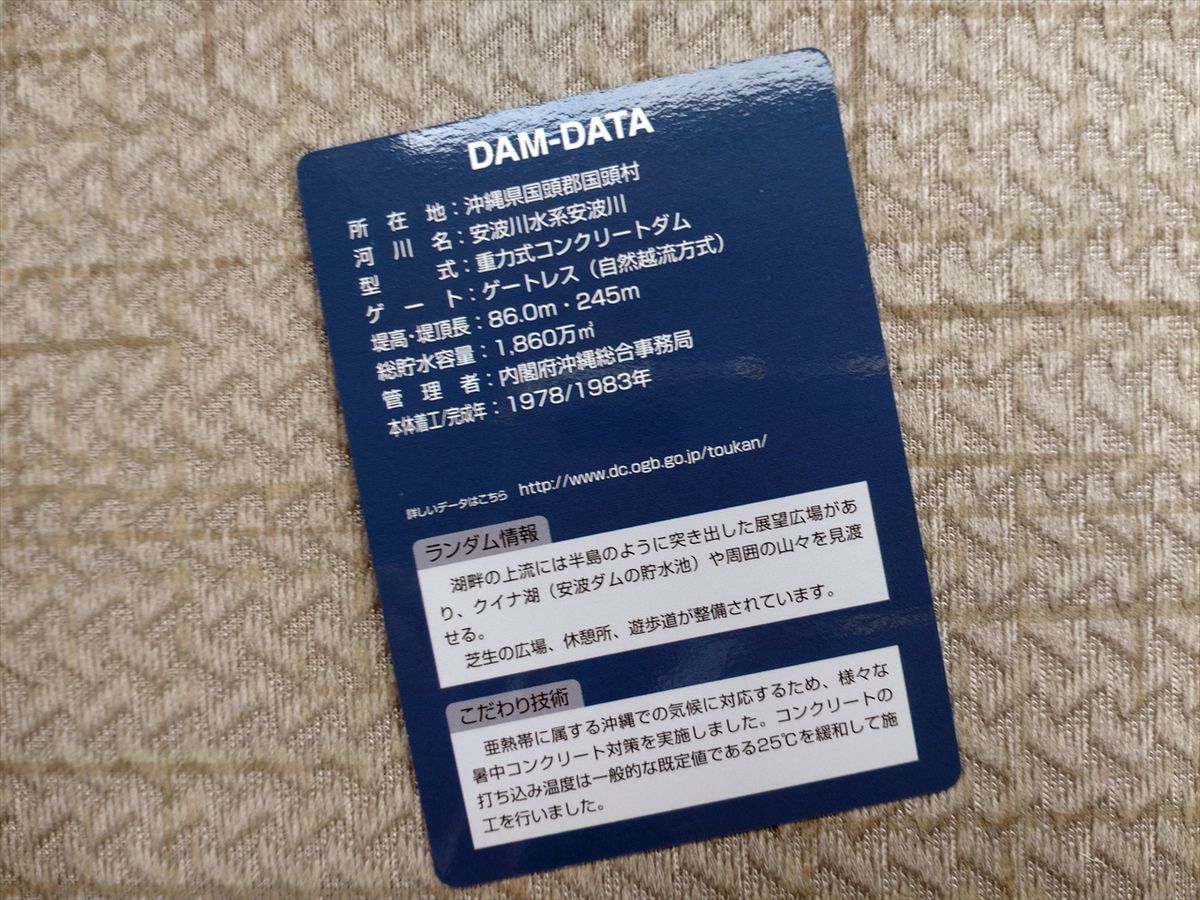 DAM-DATA
所在地：沖縄県国頭郡国頭村
河川名：安波川水系安波川
型式：重力式コンクリートダム
ゲート：ゲートレス（自然越流方式）
堤高・堤頂長：86.0m・245m
総貯水容量：1,860万㎥
管理者：内閣府沖縄総合事務局
本体着工/完成年：1978/1983年
詳しいデータはこちら http://www.dc.ogb.go.jp/toukan/
ランダム情報
湖畔の上流には半島のように突き出した展望広場があ
り、クイナ湖（安波ダムの貯水池）や周囲の山々を見渡
せる。
芝生の広場、休憩所、遊歩道が整備されています。
こだわり技術
亜熱帯に属する沖縄での気候に対応するため、様々な
暑中コンクリート対策を実施しました。コンクリートの
打ち込み温度は一般的な既定値である25℃を緩和して施
工を行いました。